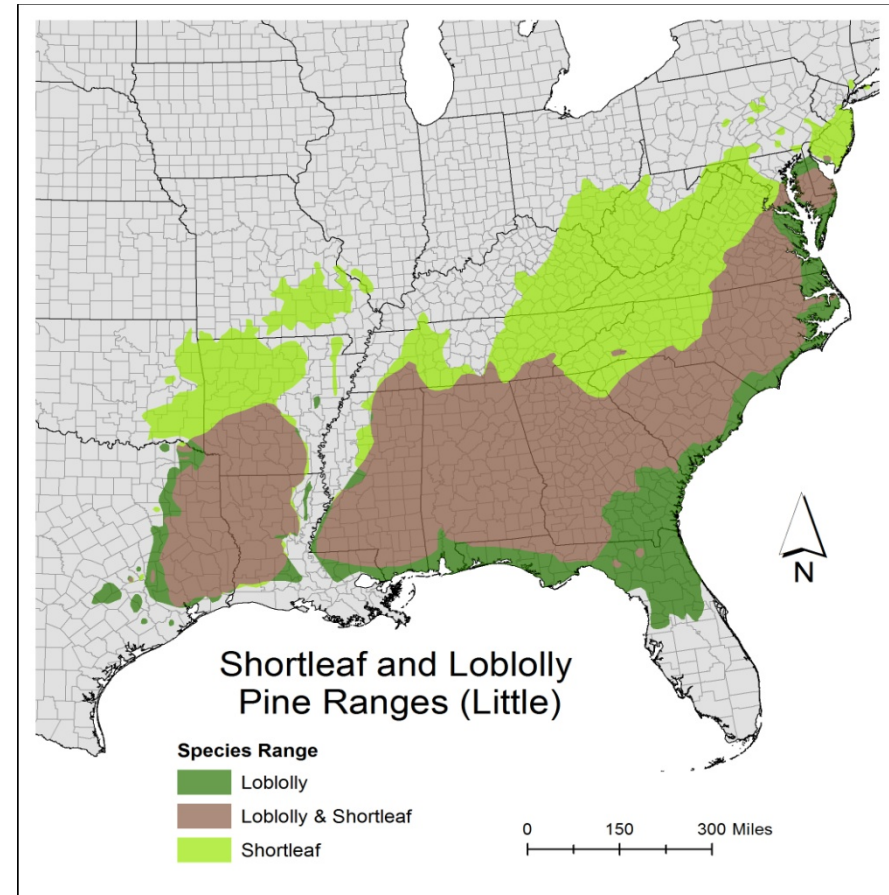 N
Shortleaf and Loblolly
Pine Ranges (Little)
Species Range
Loblolly
Loblolly & Shortleaf
Shortleaf
0 150 300 Miles